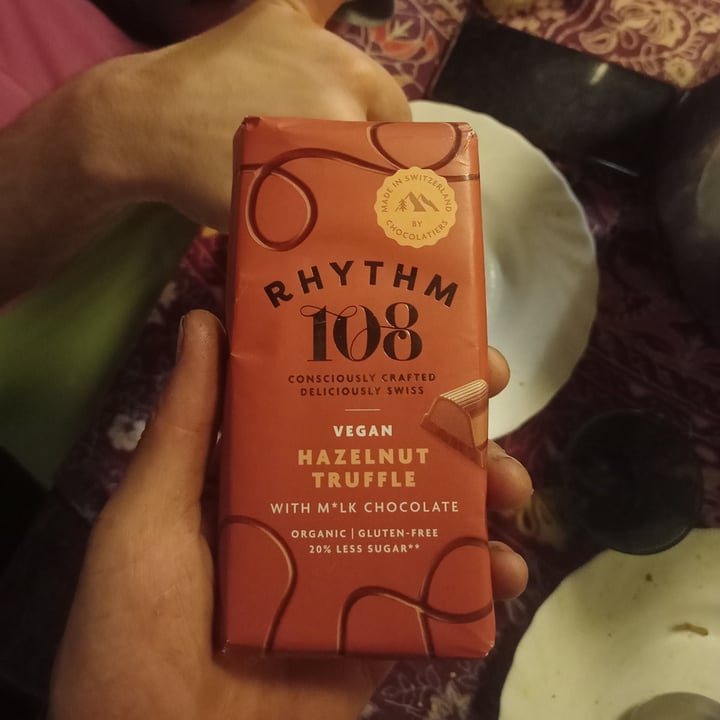 MADE IN SWITZERLAND
BY
CHOCOLATIERS
RHYTHM
108
CONSCIOUSLY CRAFTED
DELICIOUSLY SWISS
VEGAN
HAZELNUT
TRUFFLE
WITH M*LK CHOCOLATE
ORGANIC | GLUTEN-FREE
20% LESS SUGAR**